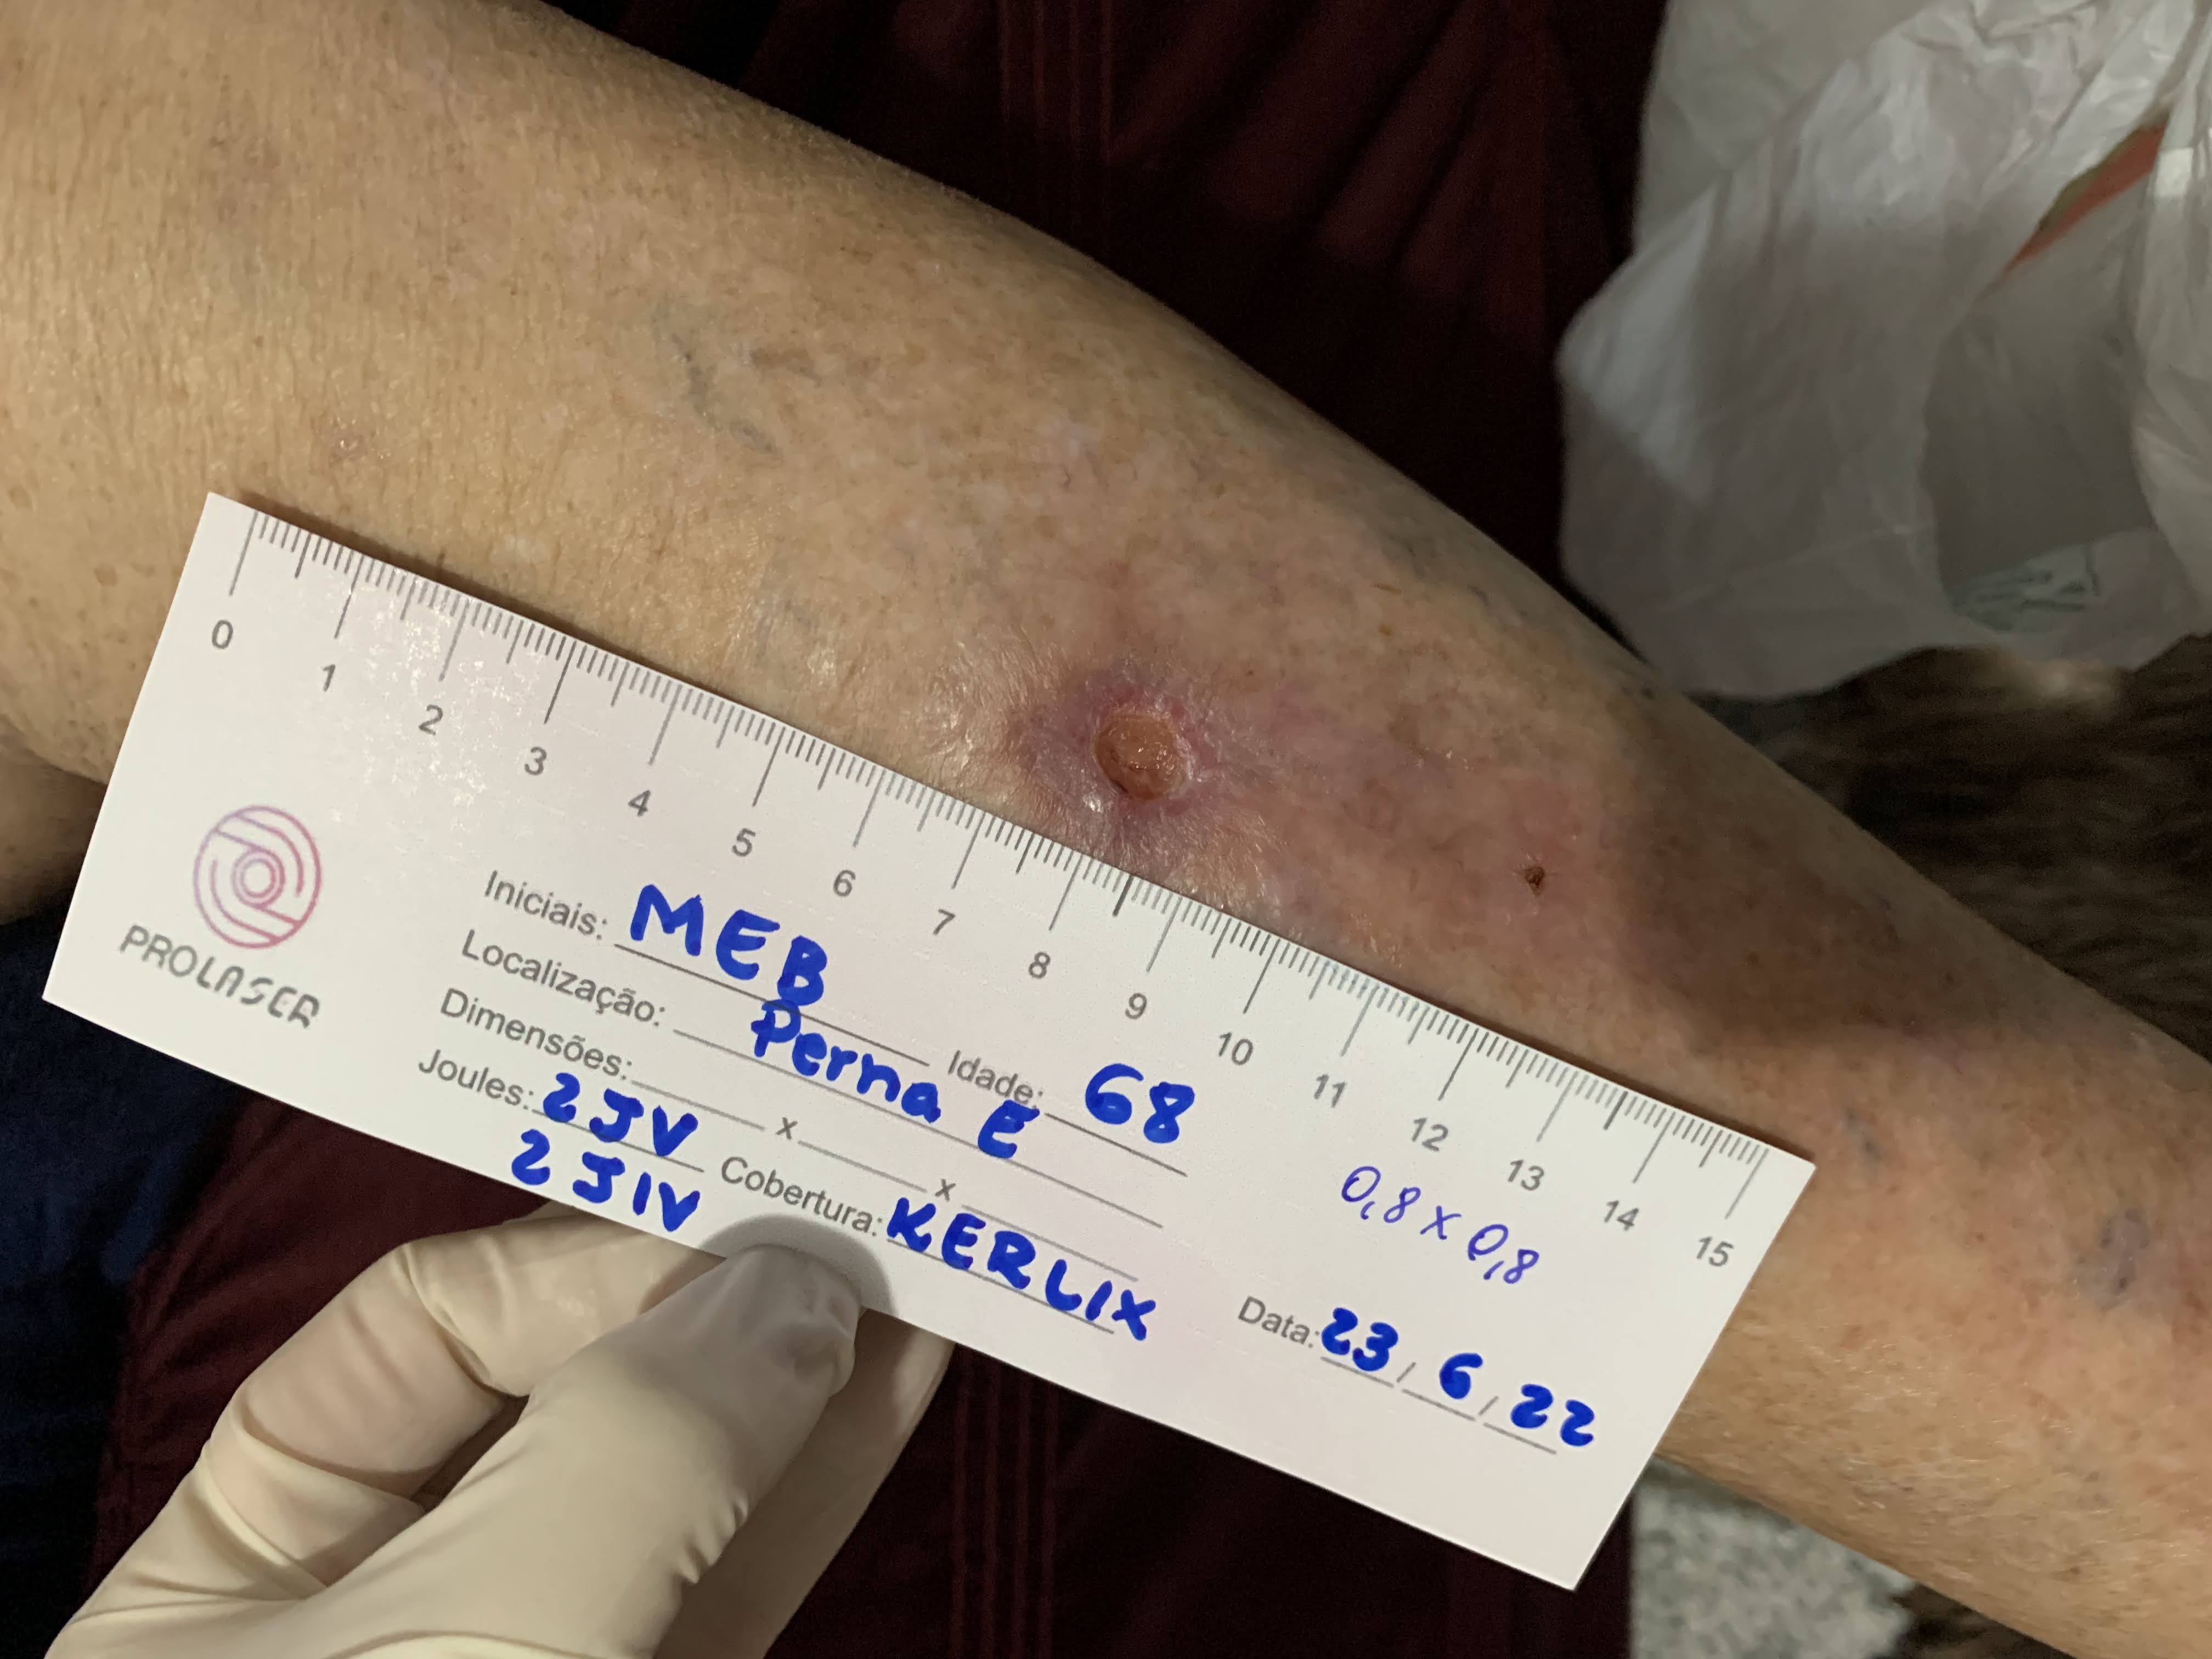 0 1 2 3 4 5 6 7 8 9 10 11 12 13 14 15
PROLASER
Iniciais: MEB Idade: 68
Localização: Perna E
Dimensões: x x
0,8 x 0,8
Joules: 2JV Cobertura: KERLIX Data: 23/6/22
2JIV